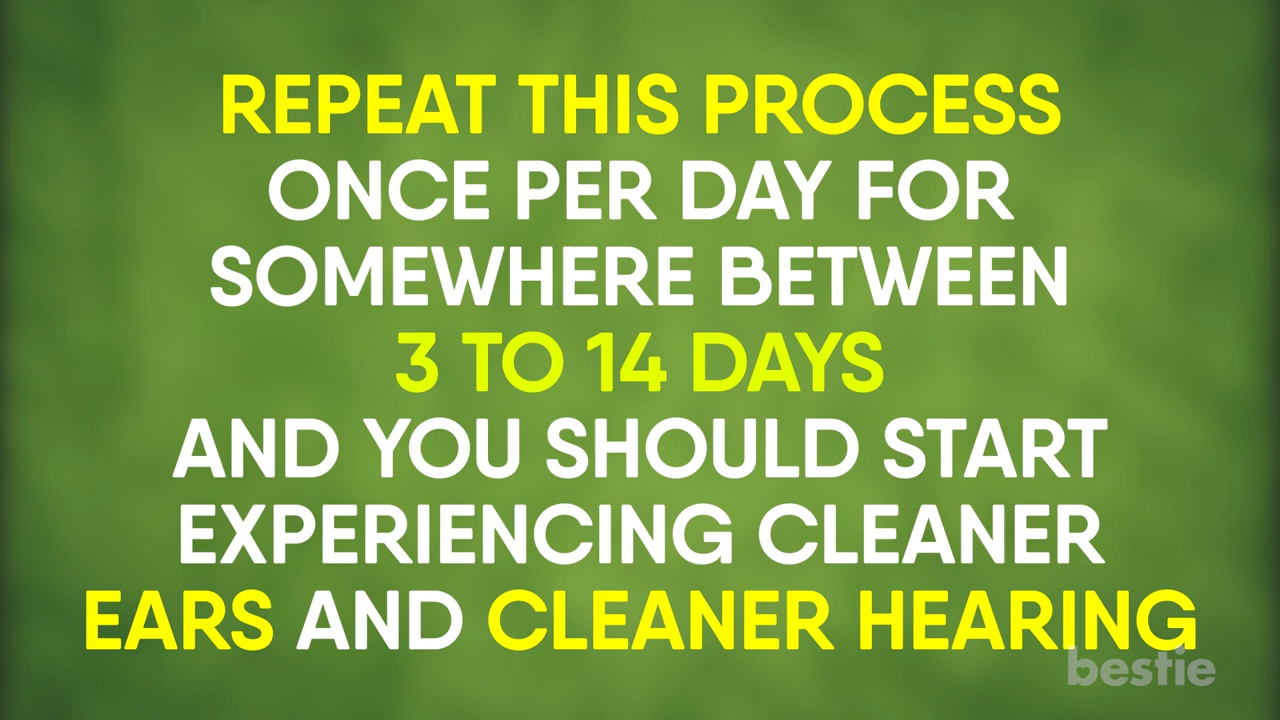 REPEAT THIS PROCESS
ONCE PER DAY FOR
SOMEWHERE BETWEEN
3 TO 14 DAYS
AND YOU SHOULD START
EXPERIENCING CLEANER
EARS AND CLEANER HEARING
bestie